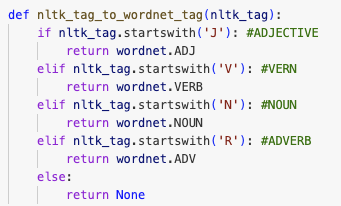 def nltk_tag_to_wordnet_tag(nltk_tag):
    if nltk_tag.startswith('J'): #ADJECTIVE
        return wordnet.ADJ
    elif nltk_tag.startswith('V'): #VERN
        return wordnet.VERB
    elif nltk_tag.startswith('N'): #NOUN
        return wordnet.NOUN
    elif nltk_tag.startswith('R'): #ADVERB
        return wordnet.ADV
    else:
        return None